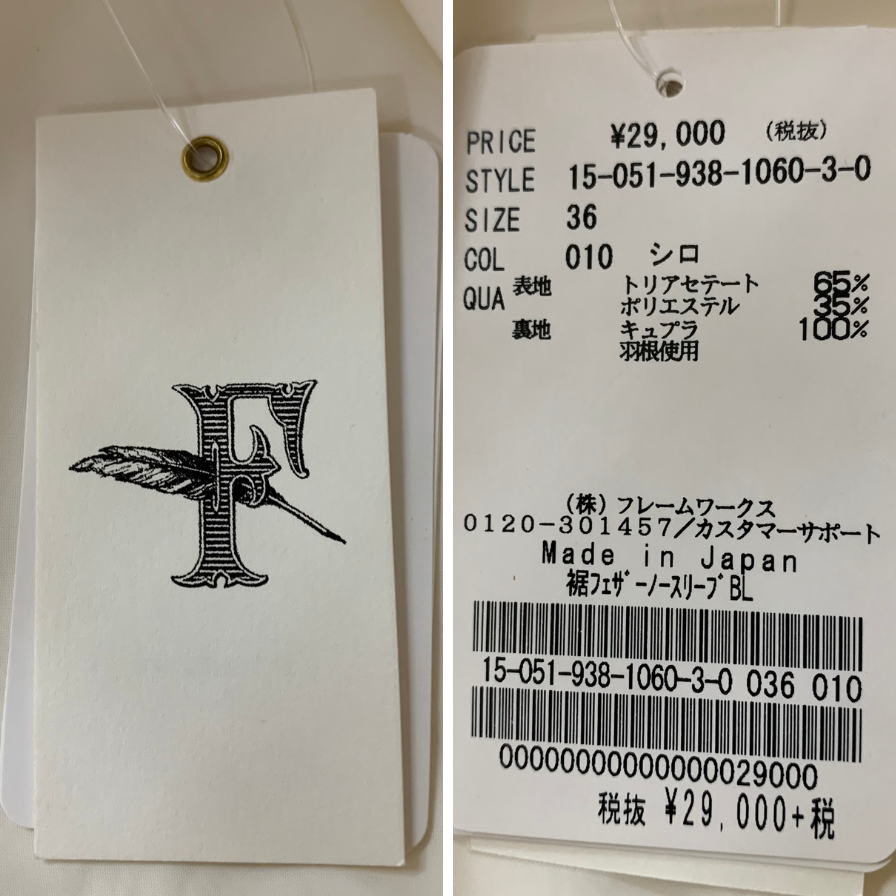 F
PRICE ¥29,000 (税抜)
STYLE 15-051-938-1060-3-0
SIZE 36
COL 010 シロ
QUA 表地 トリアセテート 65%
ポリエステル 35%
裏地 キュプラ 100%
羽根使用
(株)フレームワークス
0120-301457/カスタマーサポート
Made in Japan
裾フェザーノースリーブBL
15-051-938-1060-3-0 036 010
0000000000000029000
税抜 ¥29,000+税